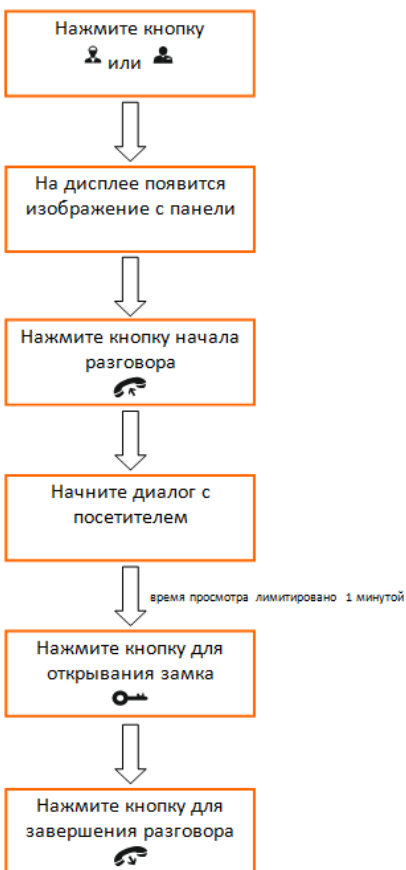 Нажмите кнопку
или
На дисплее появится
изображение с панели
Нажмите кнопку начала
разговора
Начните диалог с
посетителем
время просмотра лимитировано 1 минутой
Нажмите кнопку для
открывания замка
Нажмите кнопку для
завершения разговора